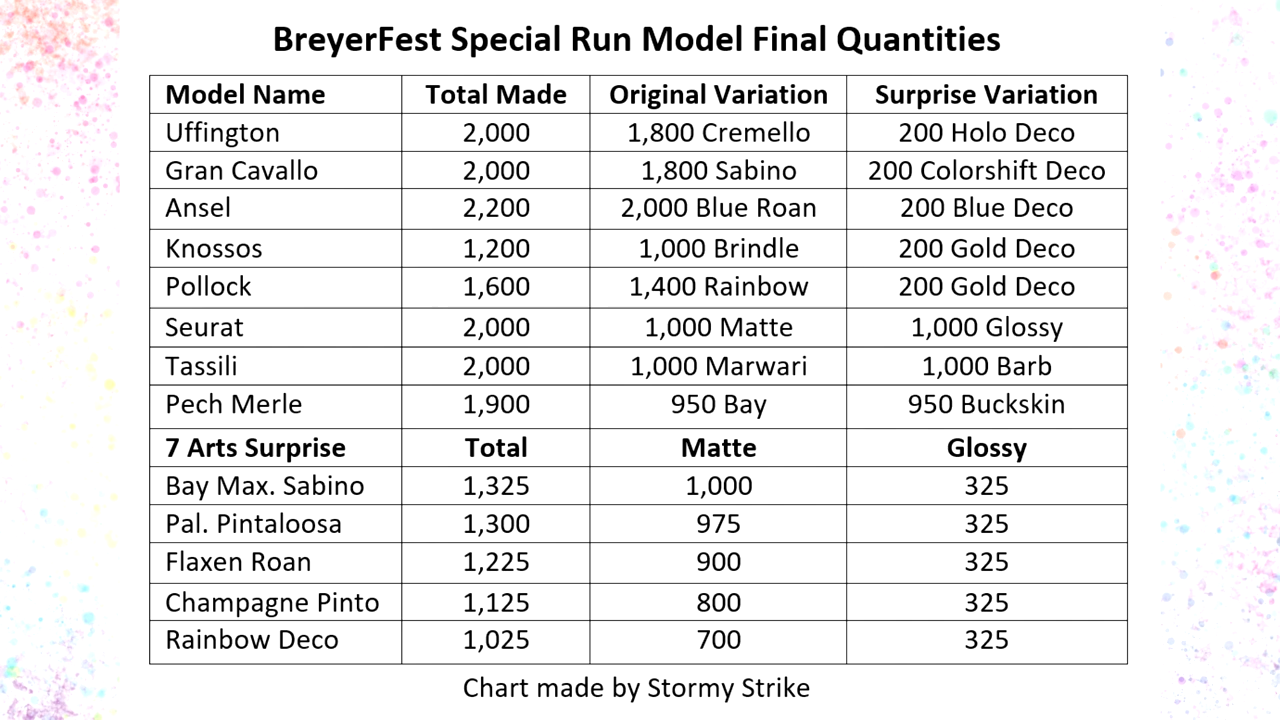 BreyerFest Special Run Model Final Quantities
Model Name Total Made Original Variation Surprise Variation
Uffington 2,000 1,800 Cremello 200 Holo Deco
Gran Cavallo 2,000 1,800 Sabino 200 Colorshift Deco
Ansel 2,200 2,000 Blue Roan 200 Blue Deco
Knossos 1,200 1,000 Brindle 200 Gold Deco
Pollock 1,600 1,400 Rainbow 200 Gold Deco
Seurat 2,000 1,000 Matte 1,000 Glossy
Tassili 2,000 1,000 Marwari 1,000 Barb
Pech Merle 1,900 950 Bay 950 Buckskin
7 Arts Surprise Total Matte Glossy
Bay Max. Sabino 1,325 1,000 325
Pal. Pintaloosa 1,300 975 325
Flaxen Roan 1,225 900 325
Champagne Pinto 1,125 800 325
Rainbow Deco 1,025 700 325
Chart made by Stormy Strike